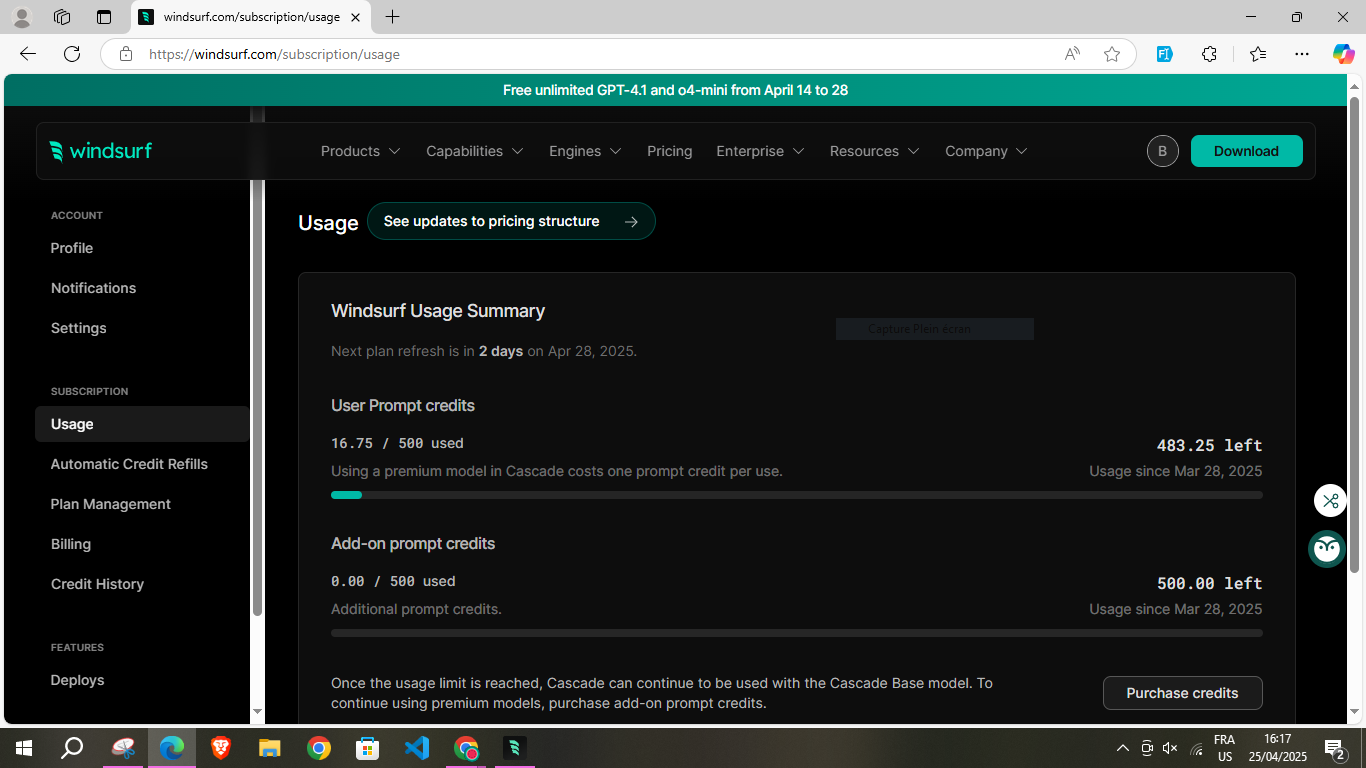 windsurf.com/subscription/usage
https://windsurf.com/subscription/usage
Free unlimited GPT-4.1 and o4-mini from April 14 to 28
windsurf
Products
Capabilities
Engines
Pricing
Enterprise
Resources
Company
B
Download
ACCOUNT
Profile
Notifications
Settings
SUBSCRIPTION
Usage
Automatic Credit Refills
Plan Management
Billing
Credit History
FEATURES
Deploys
Usage
See updates to pricing structure
Windsurf Usage Summary
Capture Plein écran
Next plan refresh is in 2 days on Apr 28, 2025.
User Prompt credits
16.75 / 500 used
483.25 left
Using a premium model in Cascade costs one prompt credit per use.
Usage since Mar 28, 2025
Add-on prompt credits
0.00 / 500 used
500.00 left
Additional prompt credits.
Usage since Mar 28, 2025
Once the usage limit is reached, Cascade can continue to be used with the Cascade Base model. To
continue using premium models, purchase add-on prompt credits.
Purchase credits
FRA
US
16:17
25/04/2025
2